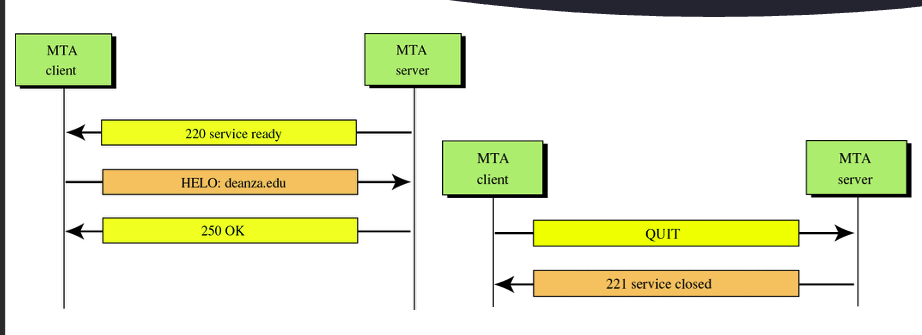 MTA
client
MTA
server
220 service ready
HELO: deanza.edu
250 OK
MTA
client
MTA
server
QUIT
221 service closed